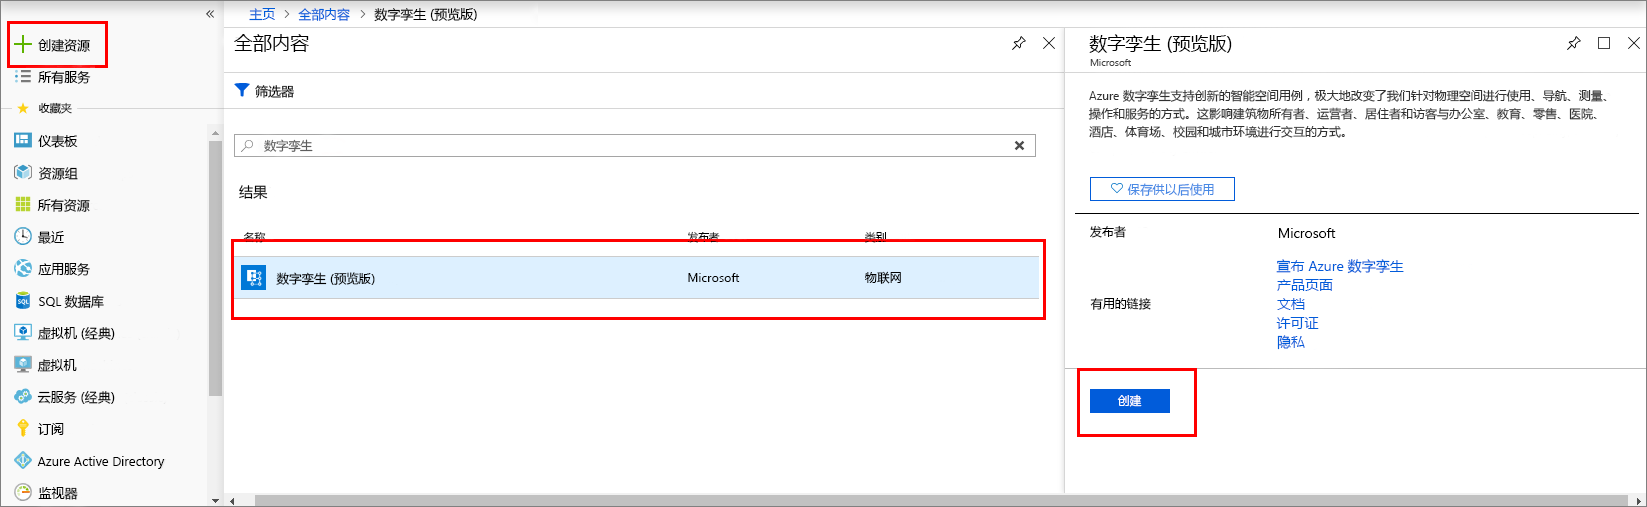 «
主页 > 全部内容 > 数字孪生 (预览版)
创建资源
所有服务
收藏夹
仪表板
资源组
所有资源
最近
应用服务
SQL 数据库
虚拟机 (经典)
虚拟机
云服务 (经典)
订阅
Azure Active Directory
监视器
全部内容
筛选器
数字孪生
结果
名称 发布者 类别
数字孪生 (预览版) Microsoft 物联网
数字孪生 (预览版)
Microsoft
Azure 数字孪生支持创新的智能空间用例，极大地改变了我们针对物理空间进行使用、导航、测量、
操作和服务的方式。这影响建筑物所有者、运营者、居住者和访客与办公室、教育、零售、医院、
酒店、体育场、校园和城市环境进行交互的方式。
保存供以后使用
发布者 Microsoft
有用的链接
宣布 Azure 数字孪生
产品页面
文档
许可证
隐私
创建